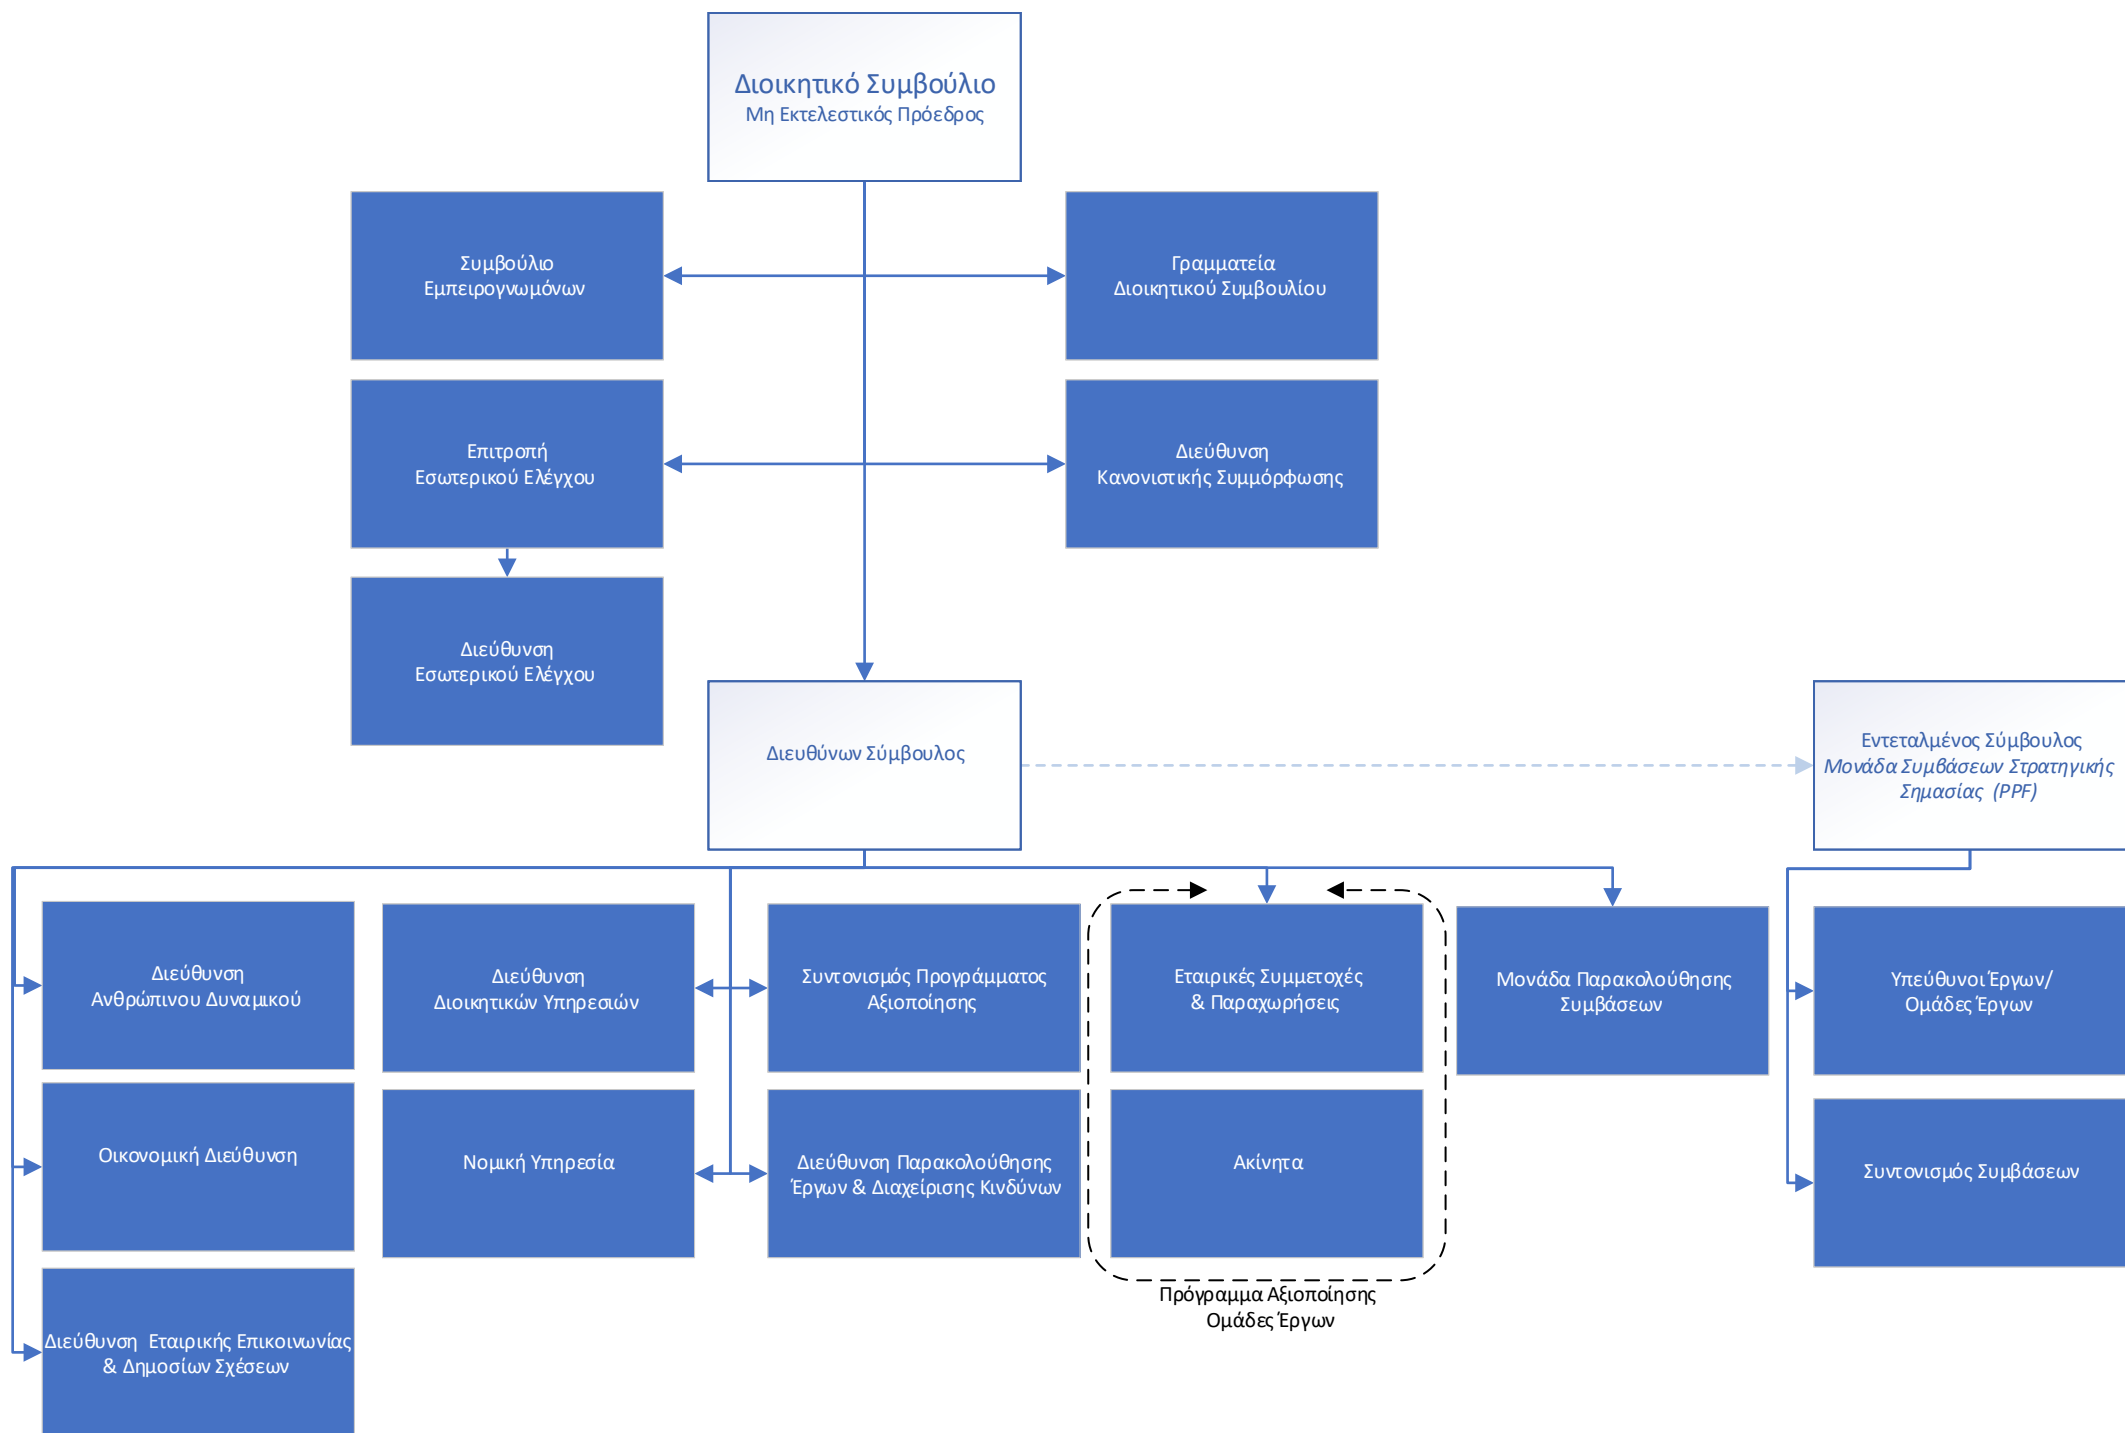 Διοικητικό Συμβούλιο
Μη Εκτελεστικός Πρόεδρος
Συμβούλιο
Εμπειρογνωμόνων
Γραμματεία
Διοικητικού Συμβουλίου
Επιτροπή
Εσωτερικού Ελέγχου
Διεύθυνση
Κανονιστικής Συμμόρφωσης
Διεύθυνση
Εσωτερικού Ελέγχου
Διευθύνων Σύμβουλος
Εντεταλμένος Σύμβουλος
Μονάδα Συμβάσεων Στρατηγικής
Σημασίας (PPF)
Διεύθυνση
Ανθρώπινου Δυναμικού
Διεύθυνση
Διοικητικών Υπηρεσιών
Συντονισμός Προγράμματος
Αξιοποίησης
Εταιρικές Συμμετοχές
& Παραχωρήσεις
Μονάδα Παρακολούθησης
Συμβάσεων
Υπεύθυνοι Έργων/
Ομάδες Έργων
Οικονομική Διεύθυνση
Νομική Υπηρεσία
Διεύθυνση Παρακολούθησης
Έργων & Διαχείρισης Κινδύνων
Ακίνητα
Συντονισμός Συμβάσεων
Πρόγραμμα Αξιοποίησης
Ομάδες Έργων
Διεύθυνση Εταιρικής Επικοινωνίας
& Δημοσίων Σχέσεων